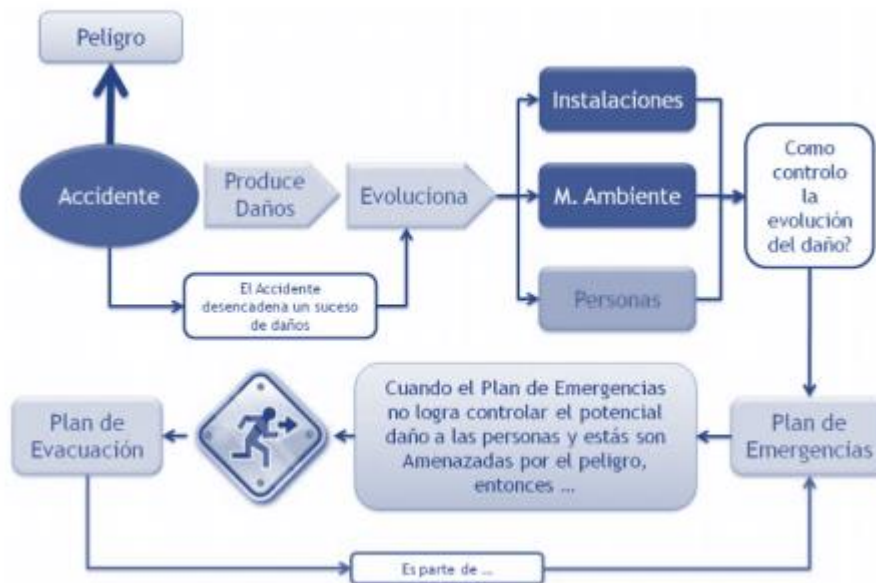 Peligro
Accidente
Produce
Daños
Evoluciona
Instalaciones
M. Ambiente
Personas
Como
controlo
la
evolución
del daño?
El Accidente
desencadena un suceso
de daños
Plan de
Evacuación
Cuando el Plan de Emergencias
no logra controlar el potencial
daño a las personas y estás son
Amenazadas por el peligro,
entonces ...
Plan de
Emergencias
Es parte de ...